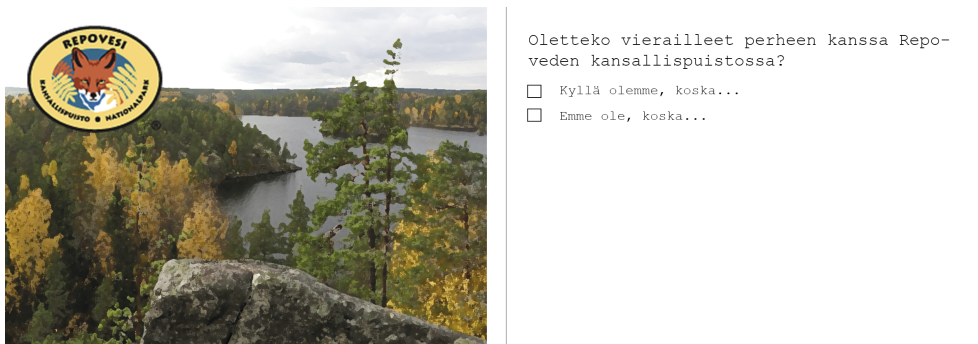 REPOVESI
KANSALLISPUISTO • NATIONALPARK
®
Oletteko vierailleet perheen kanssa Repo-
veden kansallispuistossa?
Kyllä olemme, koska...
Emme ole, koska...